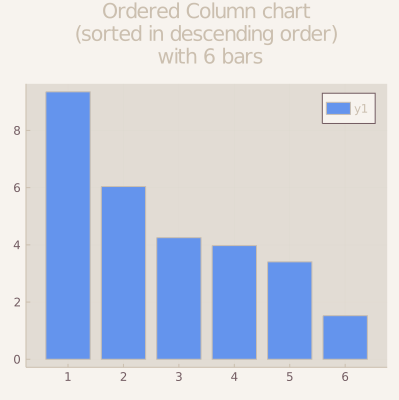 Ordered Column chart
(sorted in descending order)
with 6 bars
y1
8
6
4
2
0
1 2 3 4 5 6